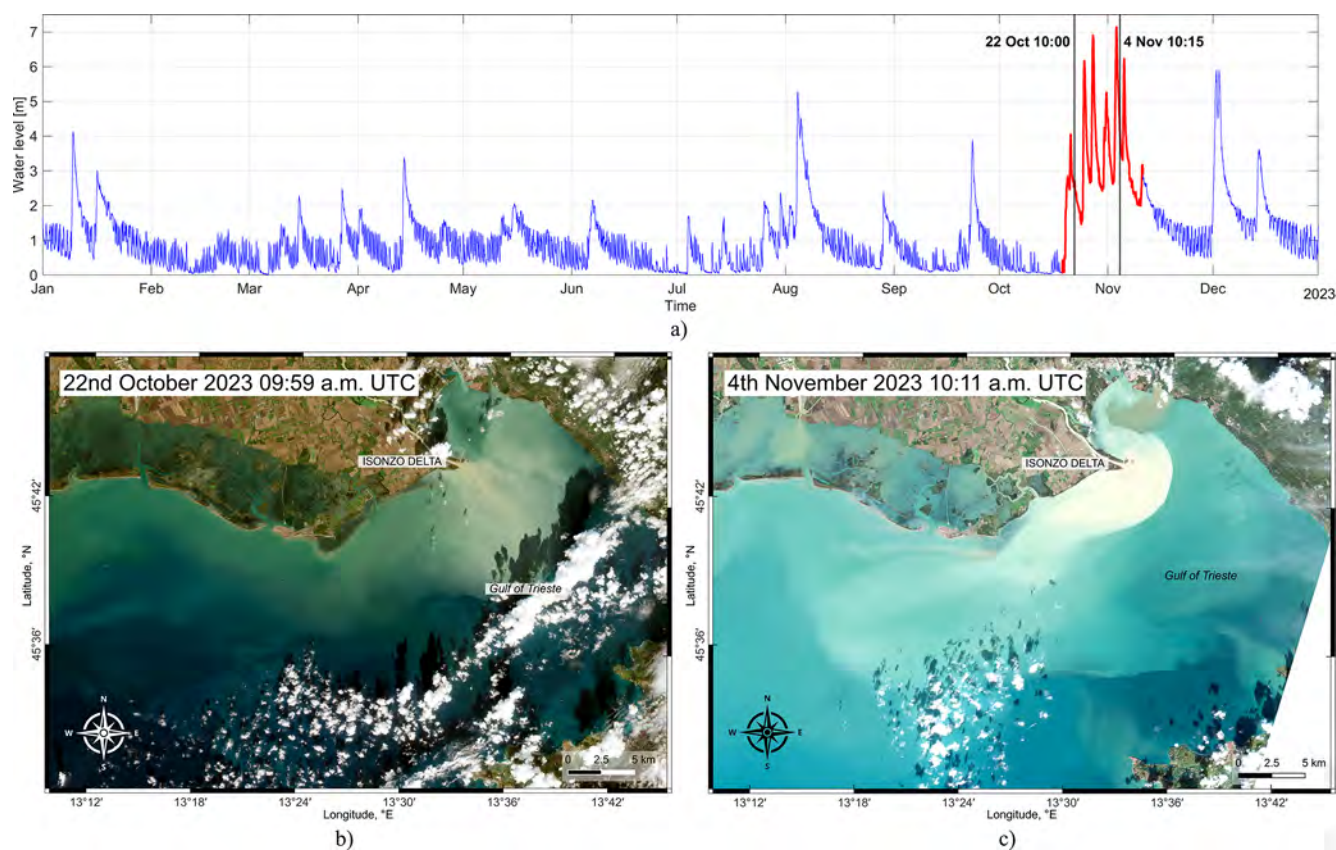 7
6
5
4
3
2
1
0
Water level [m]
22 Oct 10:00
4 Nov 10:15
Jan Feb Mar Apr May Jun Jul Aug Sep Oct Nov Dec 2023
Time
a)
22nd October 2023 09:59 a.m. UTC
ISONZO DELTA
Gulf of Trieste
45°42'
45°36'
Latitude, °N
N
W E
S
0 2.5 5 km
13°12' 13°18' 13°24' 13°30' 13°36' 13°42'
Longitude, °E
b)
4th November 2023 10:11 a.m. UTC
ISONZO DELTA
Gulf of Trieste
45°42'
45°36'
Latitude, °N
N
W E
S
0 2.5 5 km
13°12' 13°18' 13°24' 13°30' 13°36' 13°42'
Longitude, °E
c)